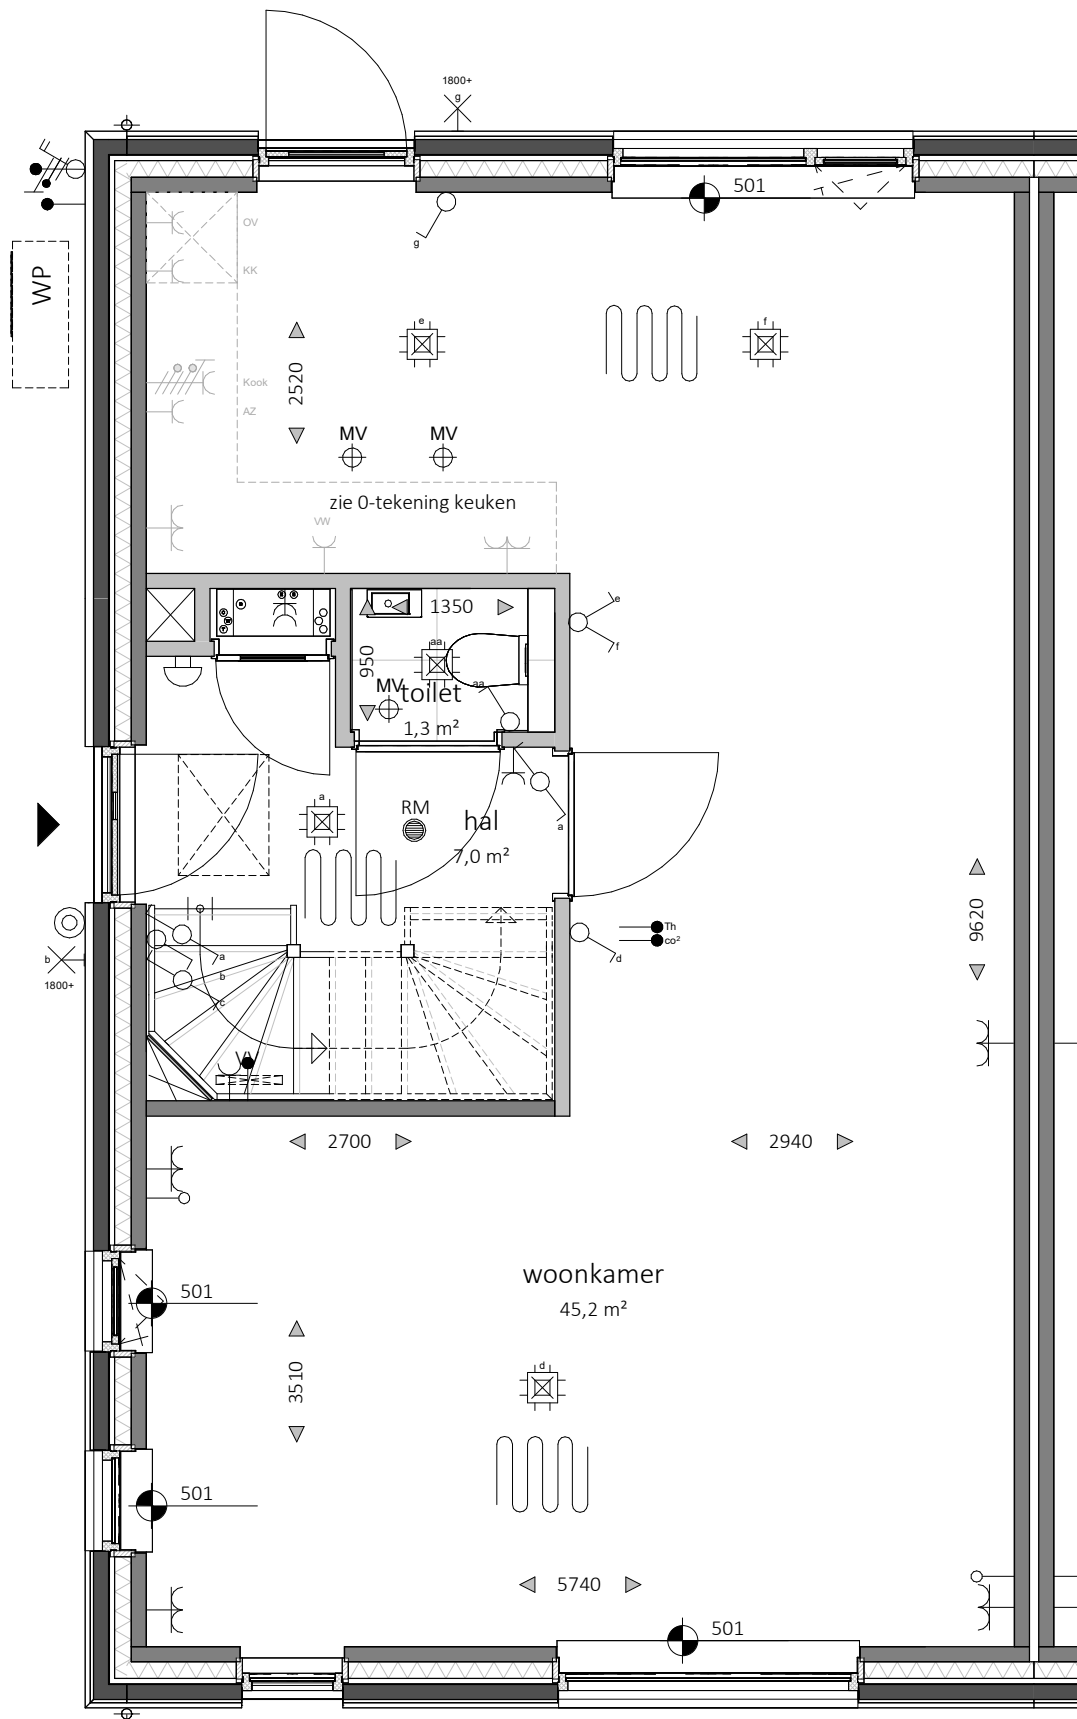 1800+
g
501
WP
OV
g
KK
e
f
2520
Kook
AZ
MV
MV
zie 0-tekening keuken
VW
1350
e
aa
f
950
MV
toilet
aa
1,3 m²
a
RM
hal
a
7,0 m²
9620
Th
co²
a
d
b
b
1800+
c
VV
2700
2940
woonkamer
501
45,2 m²
3510
d
501
5740
501